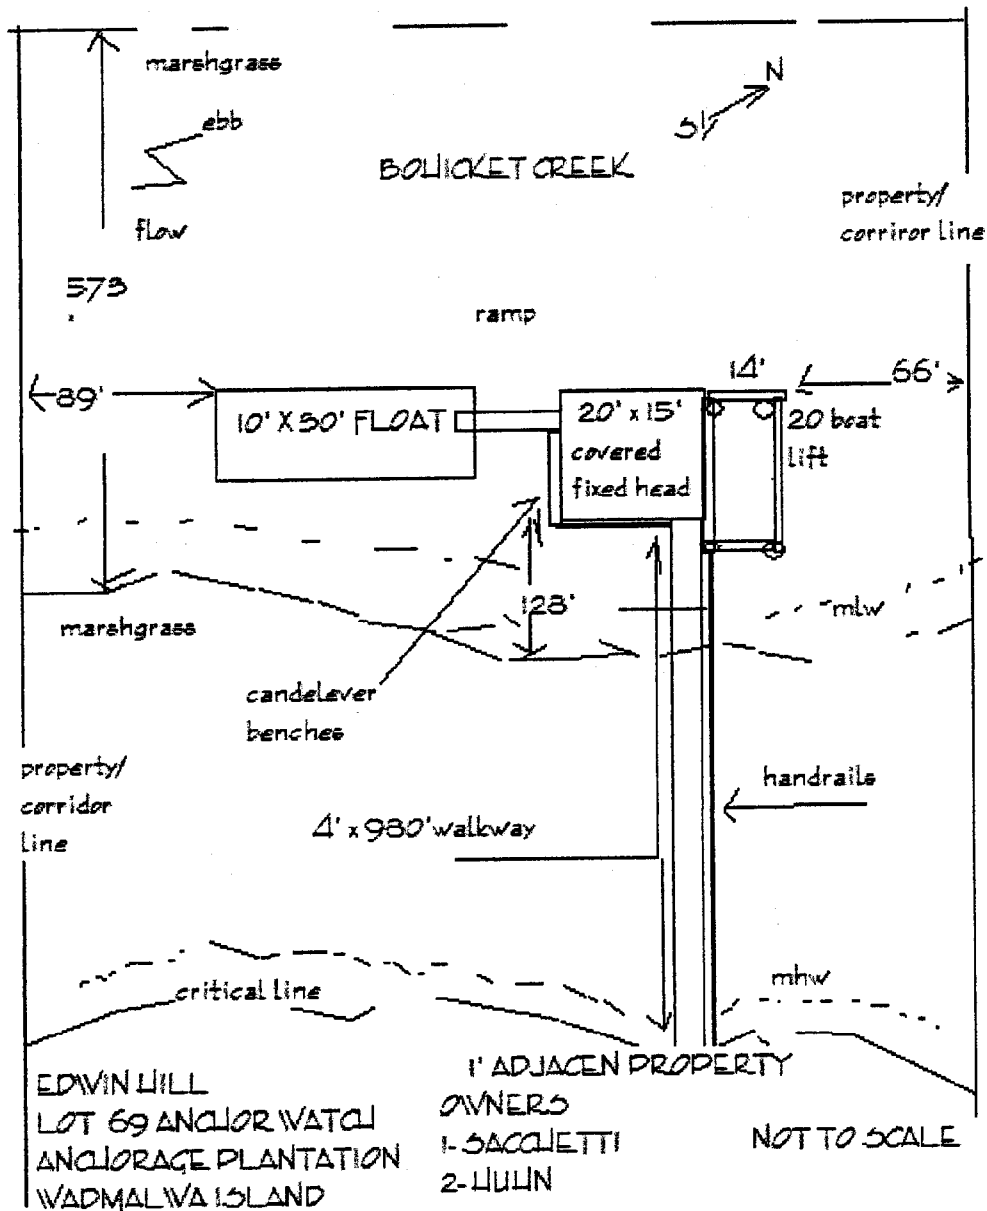 marshgrass
N
ebb
S
BOHICKET CREEK
property/
corriror line
flow
573
ramp
14'
66'
89'
10' X 30' FLOAT
20' x 15'
covered
fixed head
20 boat
lift
128'
mlw
marshgrass
candelever
benches
property/
corridor
line
handrails
4' x 980' walkway
critical line
mhw
EDWIN HILL
LOT 69 ANCHOR WATCH
ANCHORAGE PLANTATION
WADMALWA ISLAND
1' ADJACEN PROPERTY
OWNERS
1- SACCHETTI
2- HUHN
NOT TO SCALE